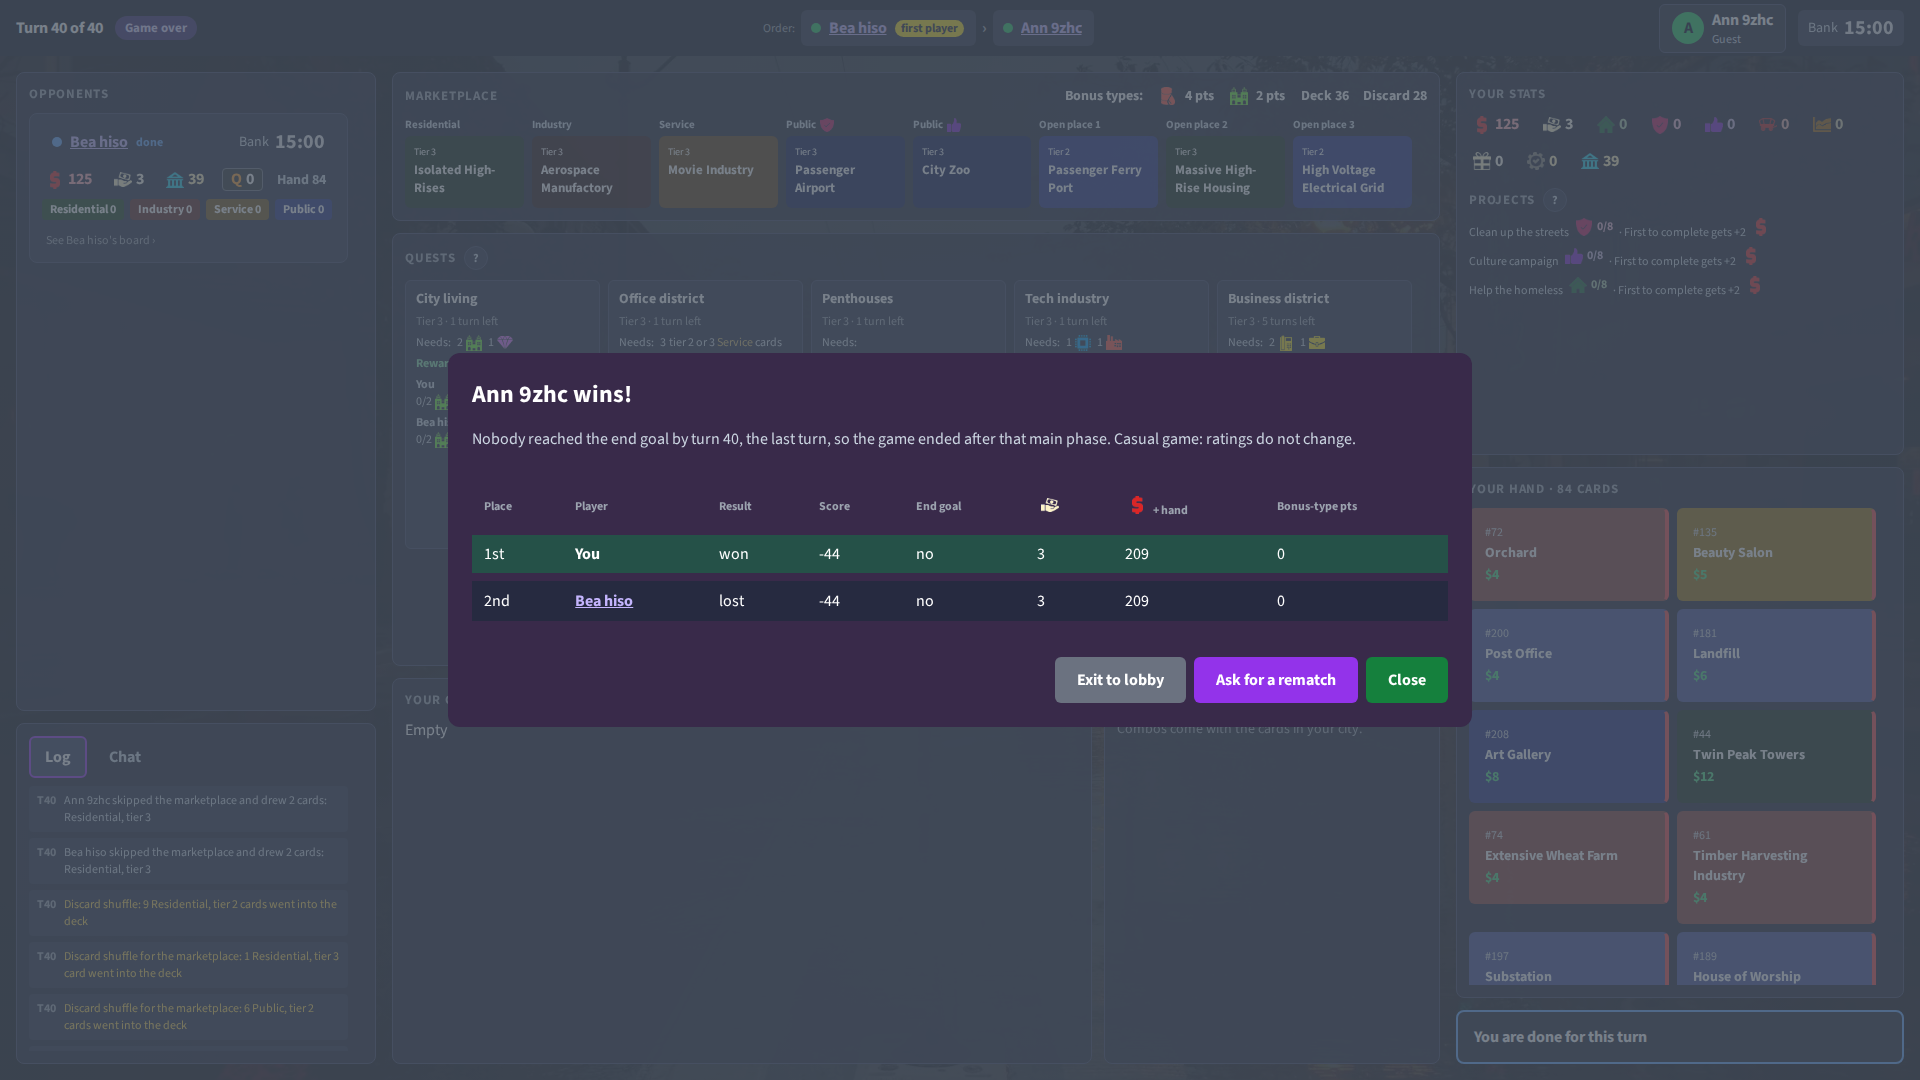 Turn 40 of 40 Game over
Order: Bea hiso first player › Ann 9zhc
A Ann 9zhc
Guest
Bank 15:00
OPPONENTS
Bea hiso done Bank 15:00
125 3 39 Q 0 Hand 84
Residential 0 Industry 0 Service 0 Public 0
See Bea hiso's board ›
MARKETPLACE
Bonus types: 4 pts 2 pts Deck 36 Discard 28
Residential
Tier 3
Isolated High-
Rises
Industry
Tier 3
Aerospace
Manufactory
Service
Tier 3
Movie Industry
Public
Tier 3
Passenger
Airport
Public
Tier 3
City Zoo
Open place 1
Tier 2
Passenger Ferry
Port
Open place 2
Tier 3
Massive High-
Rise Housing
Open place 3
Tier 2
High Voltage
Electrical Grid
QUESTS ?
City living
Tier 3 · 1 turn left
Needs: 2 1
Rewar
You
0/2
Bea hi
0/2
Office district
Tier 3 · 1 turn left
Needs: 3 tier 2 or 3 Service cards
Penthouses
Tier 3 · 1 turn left
Needs:
Tech industry
Tier 3 · 1 turn left
Needs: 1 1
Business district
Tier 3 · 5 turns left
Needs: 2 1
YOUR STATS
125 3 0 0 0 0 0
0 0 39
PROJECTS ?
Clean up the streets 0/8 · First to complete gets +2
Culture campaign 0/8 · First to complete gets +2
Help the homeless 0/8 · First to complete gets +2
Ann 9zhc wins!
Nobody reached the end goal by turn 40, the last turn, so the game ended after that main phase. Casual game: ratings do not change.
Place Player Result Score End goal + hand Bonus-type pts
1st You won -44 no 3 209 0
2nd Bea hiso lost -44 no 3 209 0
Exit to lobby Ask for a rematch Close
YOUR
Empty
Combos come with the cards in your city.
Log Chat
T40 Ann 9zhc skipped the marketplace and drew 2 cards:
Residential, tier 3
T40 Bea hiso skipped the marketplace and drew 2 cards:
Residential, tier 3
T40 Discard shuffle: 9 Residential, tier 2 cards went into the
deck
T40 Discard shuffle for the marketplace: 1 Residential, tier 3
card went into the deck
T40 Discard shuffle for the marketplace: 6 Public, tier 2
cards went into the deck
YOUR HAND · 84 CARDS
#72
Orchard
$4
#135
Beauty Salon
$5
#200
Post Office
$4
#181
Landfill
$6
#208
Art Gallery
$8
#44
Twin Peak Towers
$12
#74
Extensive Wheat Farm
$4
#61
Timber Harvesting
Industry
$4
#197
Substation
#189
House of Worship
You are done for this turn